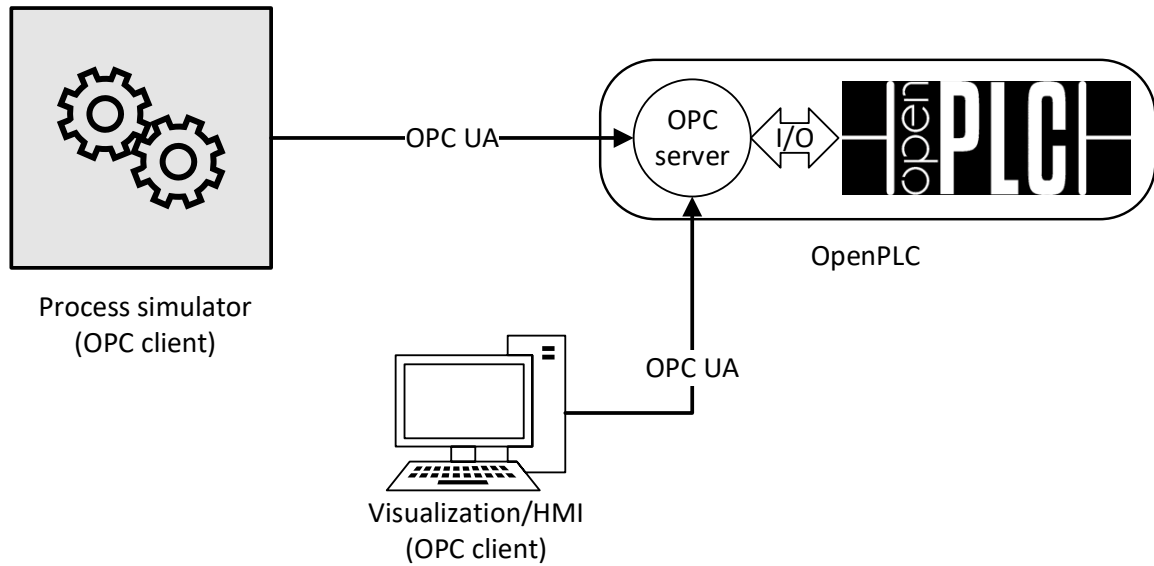 OPC UA
OPC
server
I/O
open
PLC
OpenPLC
Process simulator
(OPC client)
OPC UA
Visualization/HMI
(OPC client)